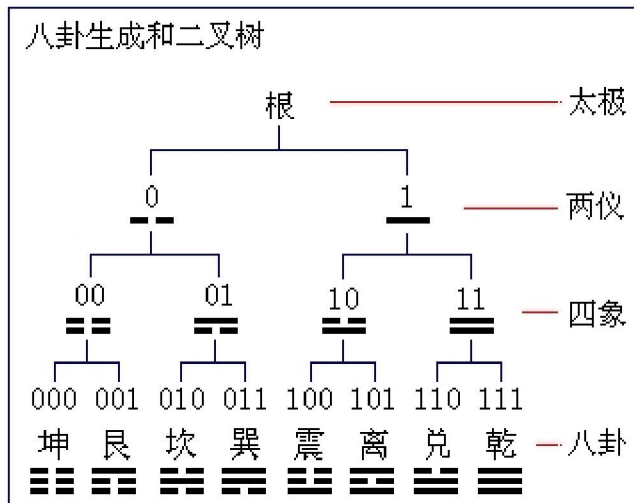 八卦生成和二叉树
根 太极
0 1 两仪
00 01 10 11 四象
000 001 010 011 100 101 110 111
坤 艮 坎 巽 震 离 兑 乾 八卦